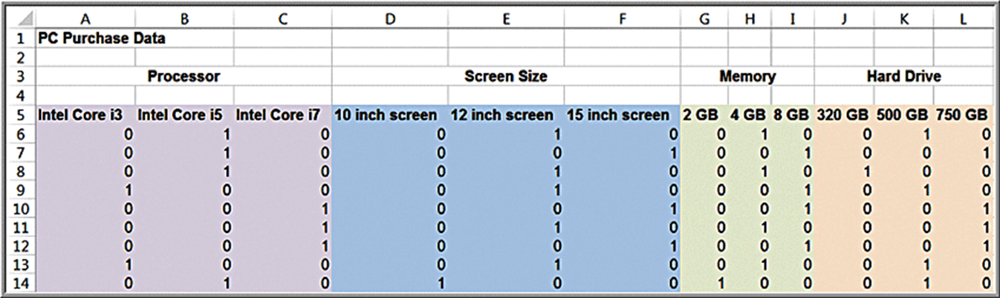 A B C D E F G H I J K L
1 PC Purchase Data
2
3 Processor Screen Size Memory Hard Drive
4
5 Intel Core i3 Intel Core i5 Intel Core i7 10 inch screen 12 inch screen 15 inch screen 2 GB 4 GB 8 GB 320 GB 500 GB 750 GB
6 0 1 0 0 1 0 0 1 0 0 1 0
7 0 1 0 0 0 1 0 0 1 0 0 1
8 0 1 0 0 1 0 0 1 0 1 0 0
9 1 0 0 0 1 0 0 0 1 0 1 0
10 0 0 1 0 0 1 0 0 1 0 0 1
11 0 0 1 0 1 0 0 1 0 0 0 1
12 0 0 1 0 0 1 0 0 1 0 0 1
13 1 0 0 0 1 0 0 1 0 0 1 0
14 0 1 0 1 0 0 1 0 0 0 1 0